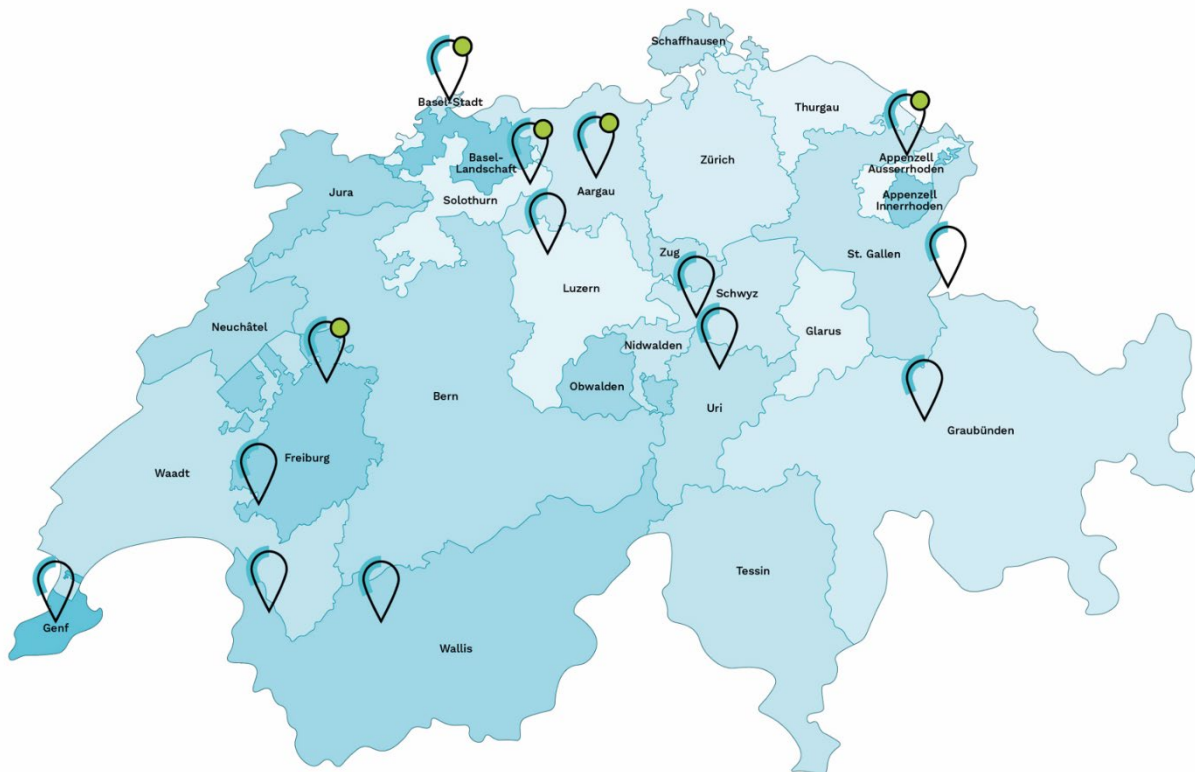 Schaffhausen
Basel-Stadt
Thurgau
Basel-
Landschaft
Zürich
Appenzell
Ausserrhoden
Jura
Aargau
Solothurn
Appenzell
Innerrhoden
Zug
St. Gallen
Luzern
Schwyz
Neuchâtel
Glarus
Nidwalden
Obwalden
Bern
Uri
Graubünden
Freiburg
Waadt
Tessin
Genf
Wallis